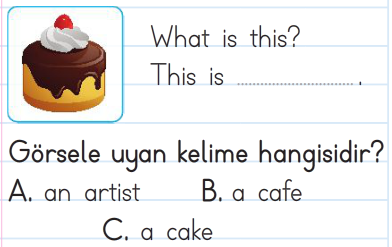 What is this?
This is .......................... .
Görsele uyan kelime hangisidir?
A. an artist B. a cafe
C. a cake